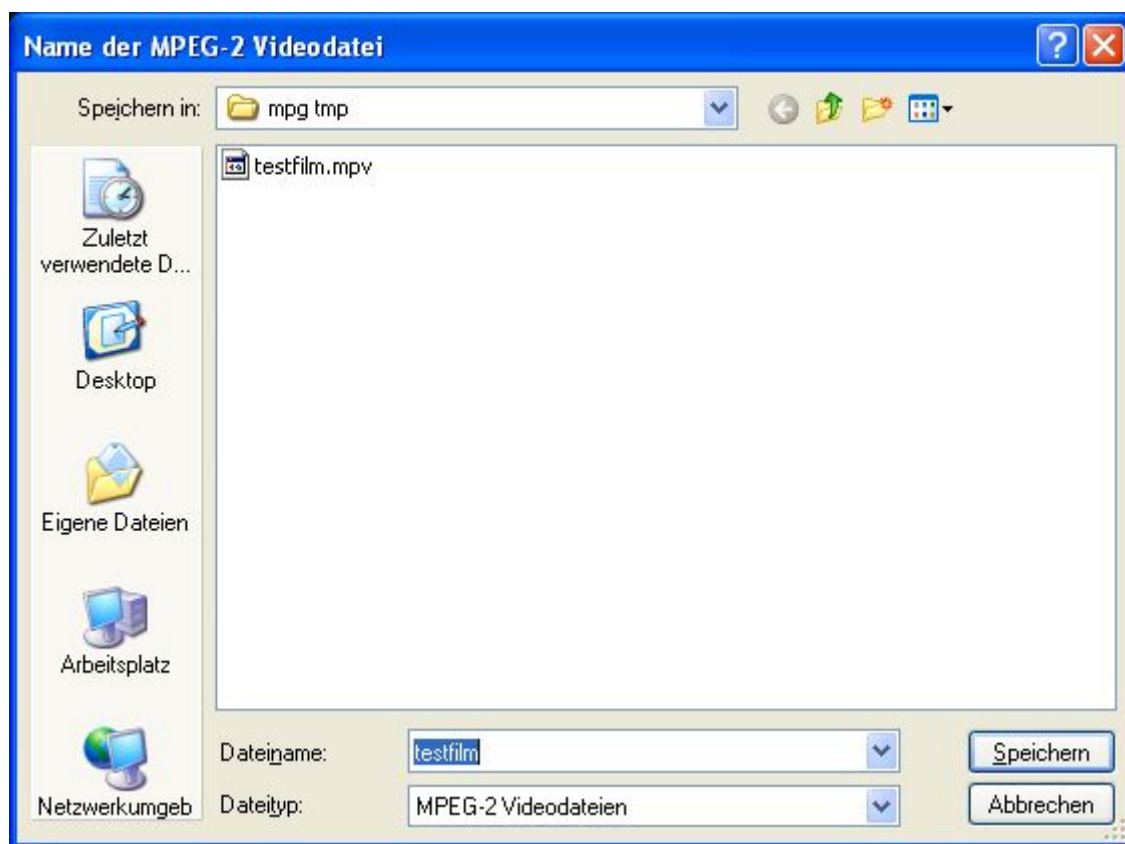 Name der MPEG-2 Videodatei
Speichern in:
mpg tmp
testfilm.mpv
Zuletzt
verwendete D...
Desktop
Eigene Dateien
Arbeitsplatz
Netzwerkumgeb
Dateiname:
testfilm
Speichern
Dateityp:
MPEG-2 Videodateien
Abbrechen